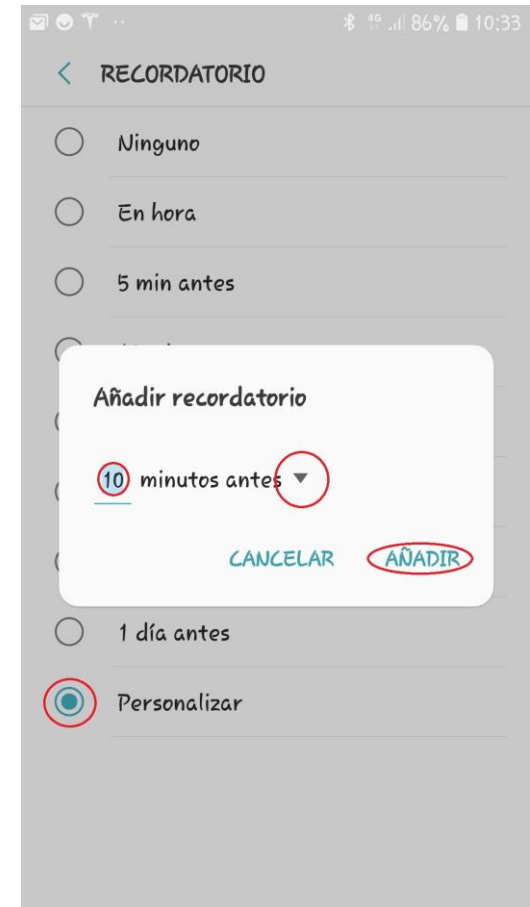 4G 86% 10:33
RECORDATORIO
Ninguno
En hora
5 min antes
Añadir recordatorio
10 minutos antes
CANCELAR AÑADIR
1 día antes
Personalizar